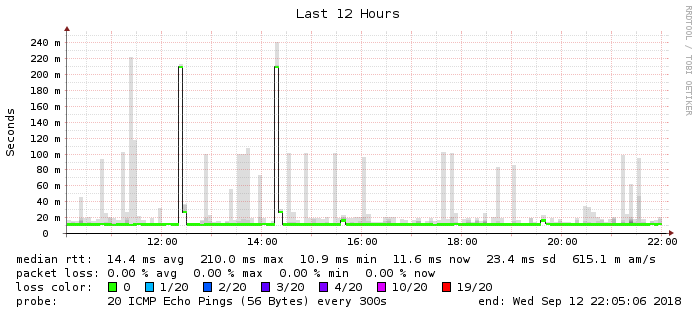 Last 12 Hours
RRDTOOL / TOBI OETIKER
Seconds
240 m
220 m
200 m
180 m
160 m
140 m
120 m
100 m
80 m
60 m
40 m
20 m
0
12:00 14:00 16:00 18:00 20:00 22:00
median rtt: 14.4 ms avg 210.0 ms max 10.9 ms min 11.6 ms now 23.4 ms sd 615.1 m am/s
packet loss: 0.00 % avg 0.00 % max 0.00 % min 0.00 % now
loss color: 0 1/20 2/20 3/20 4/20 10/20 19/20
probe: 20 ICMP Echo Pings (56 Bytes) every 300s end: Wed Sep 12 22:05:06 2018